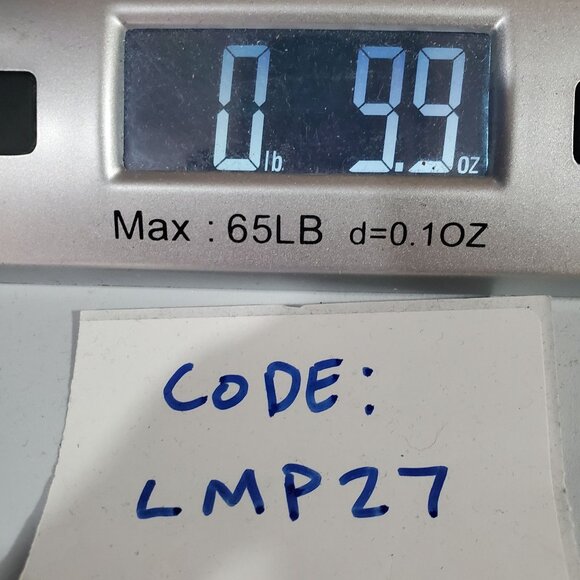 0 lb 9.9 oz
Max : 65LB d=0.1OZ
CODE:
LMP27